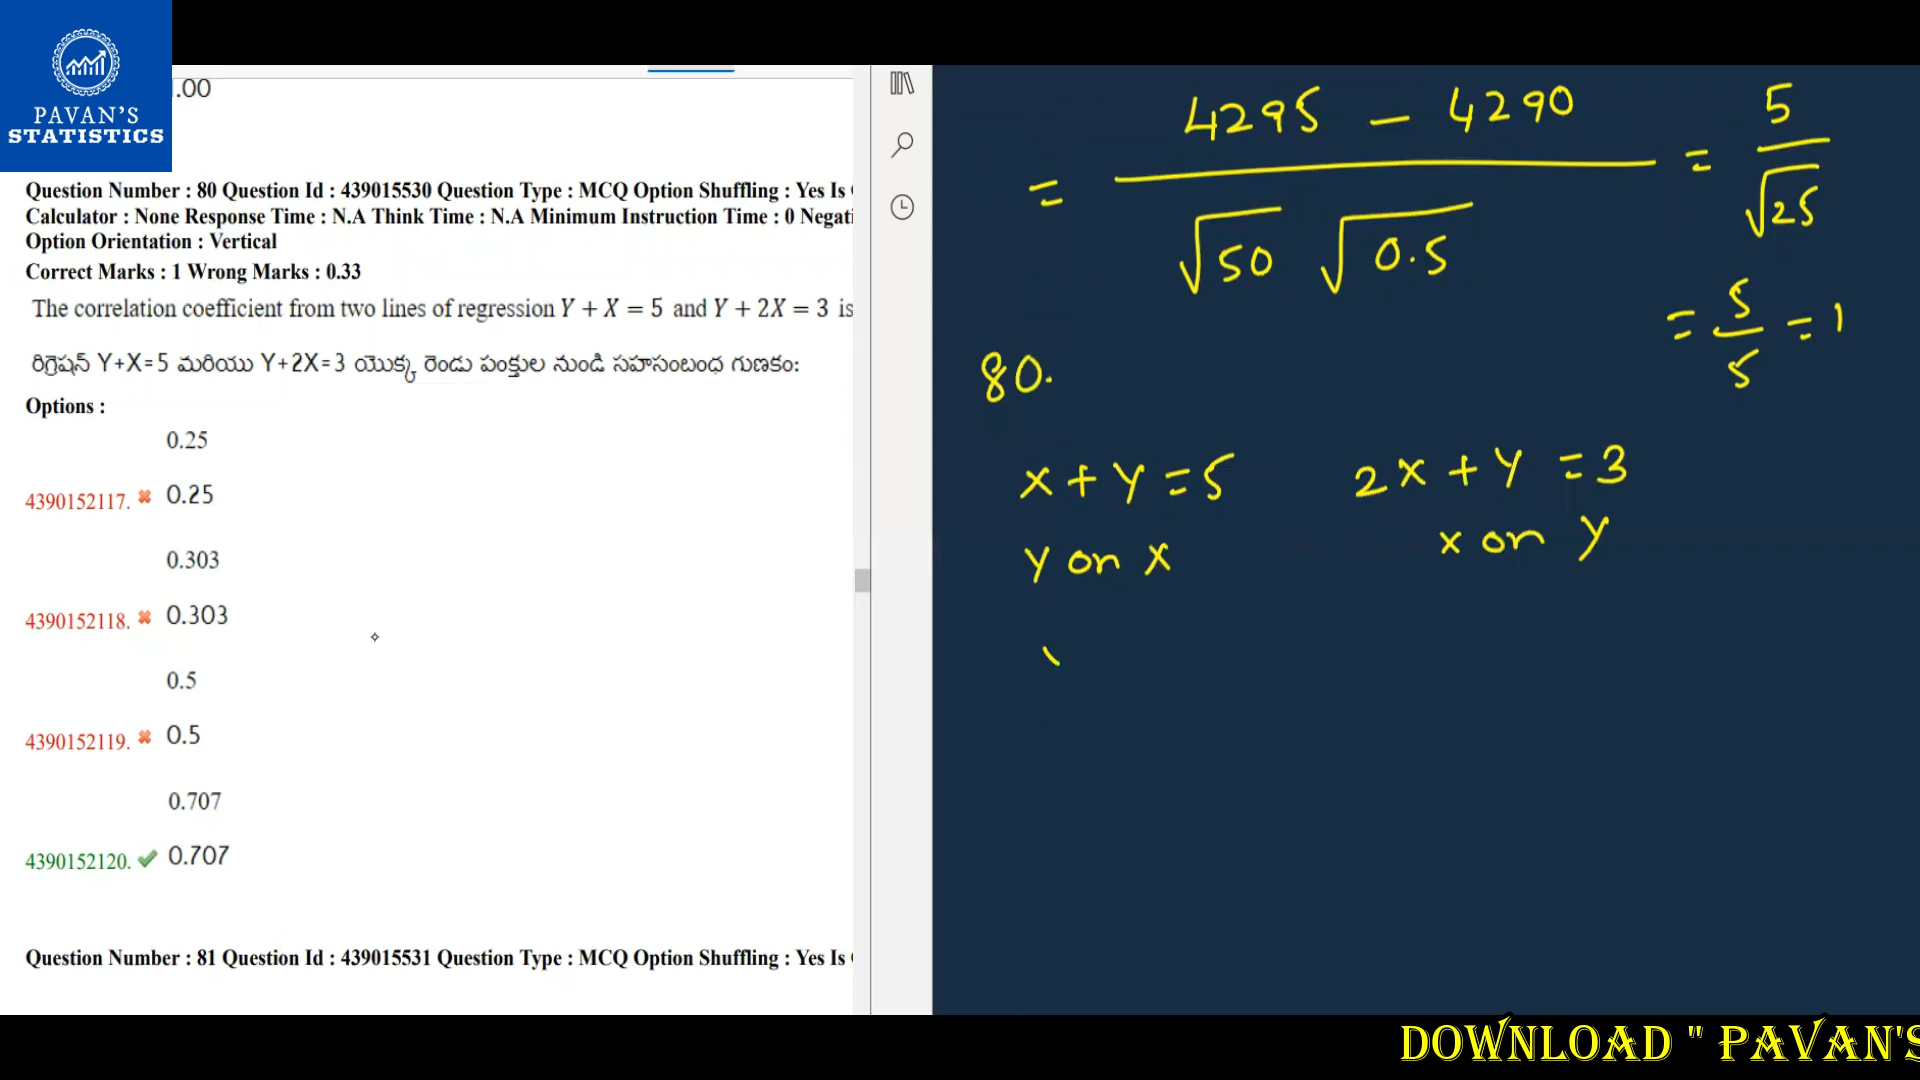 PAVAN'S
STATISTICS
.00
Question Number : 80 Question Id : 439015530 Question Type : MCQ Option Shuffling : Yes Is
Calculator : None Response Time : N.A Think Time : N.A Minimum Instruction Time : 0 Negati
Option Orientation : Vertical
Correct Marks : 1 Wrong Marks : 0.33
The correlation coefficient from two lines of regression Y + X = 5 and Y + 2X = 3 is
రిగ్రెషన్ Y+X=5 మరియు Y+2X=3 యొక్క రెండు పంక్తుల నుండి సహసంబంధ గుణకం:
Options :
0.25
4390152117. ✖ 0.25
0.303
4390152118. ✖ 0.303
0.5
4390152119. ✖ 0.5
0.707
4390152120. ✔ 0.707
Question Number : 81 Question Id : 439015531 Question Type : MCQ Option Shuffling : Yes Is
= (4295 - 4290) / (√50 √0.5) = 5/√25
= 5/5 = 1
80.
X + Y = 5 2X + Y = 3
Y on X X on Y
DOWNLOAD " PAVAN'S